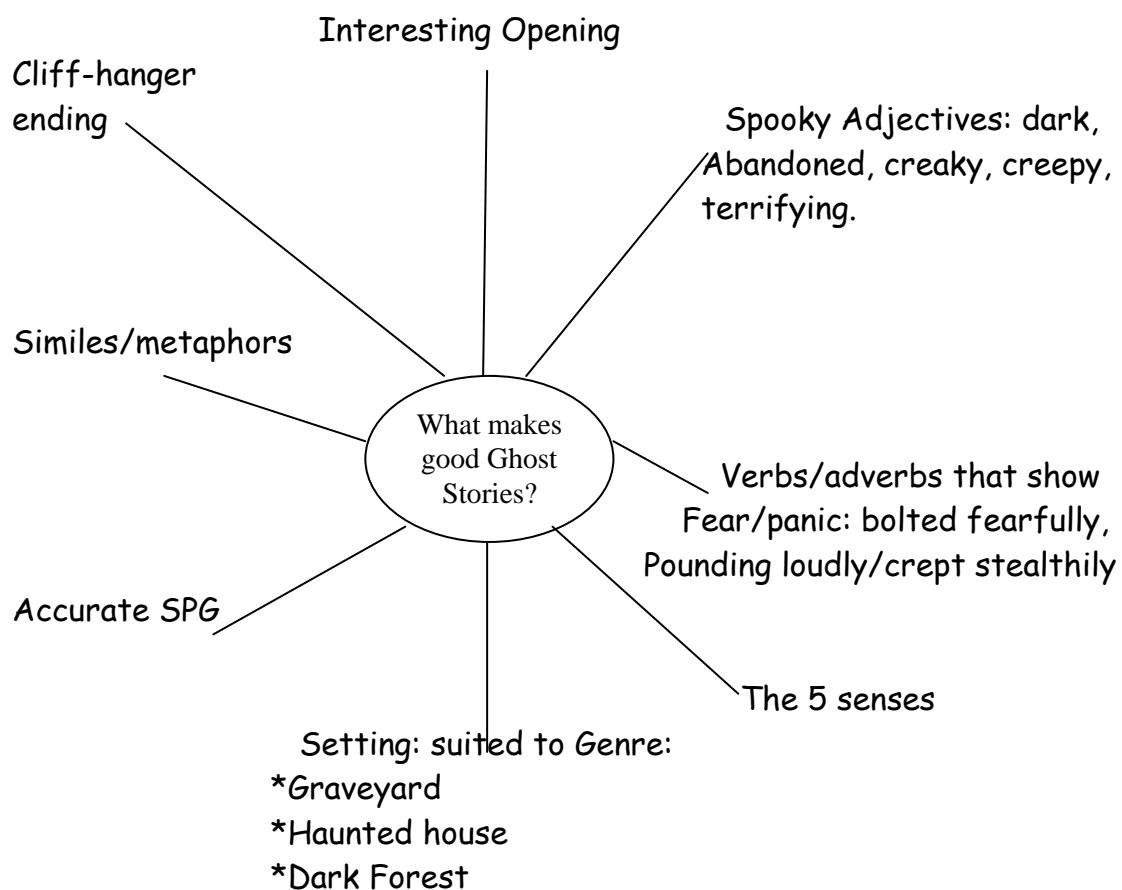 Interesting Opening
Cliff-hanger
ending
Spooky Adjectives: dark,
Abandoned, creaky, creepy,
terrifying.
Similes/metaphors
What makes
good Ghost
Stories?
Verbs/adverbs that show
Fear/panic: bolted fearfully,
Pounding loudly/crept stealthily
Accurate SPG
The 5 senses
Setting: suited to Genre:
*Graveyard
*Haunted house
*Dark Forest